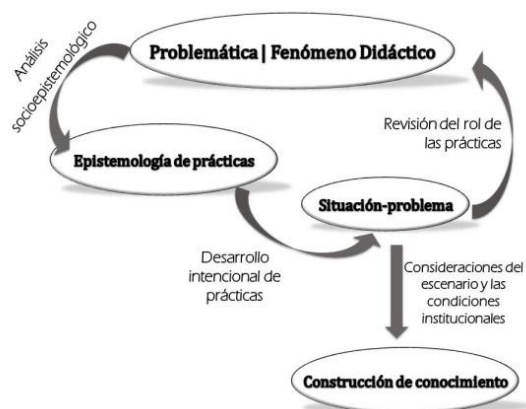 Análisis
socioepistemológico
Problemática | Fenómeno Didáctico
Revisión del rol de
las prácticas
Epistemología de prácticas
Situación-problema
Desarrollo
intencional de
prácticas
Consideraciones del
escenario y las
condiciones
institucionales
Construcción de conocimiento